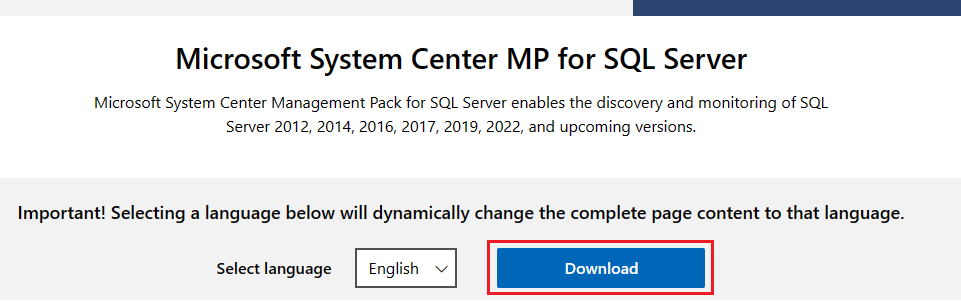 Microsoft System Center MP for SQL Server
Microsoft System Center Management Pack for SQL Server enables the discovery and monitoring of SQL
Server 2012, 2014, 2016, 2017, 2019, 2022, and upcoming versions.
Important! Selecting a language below will dynamically change the complete page content to that language.
Select language English Download